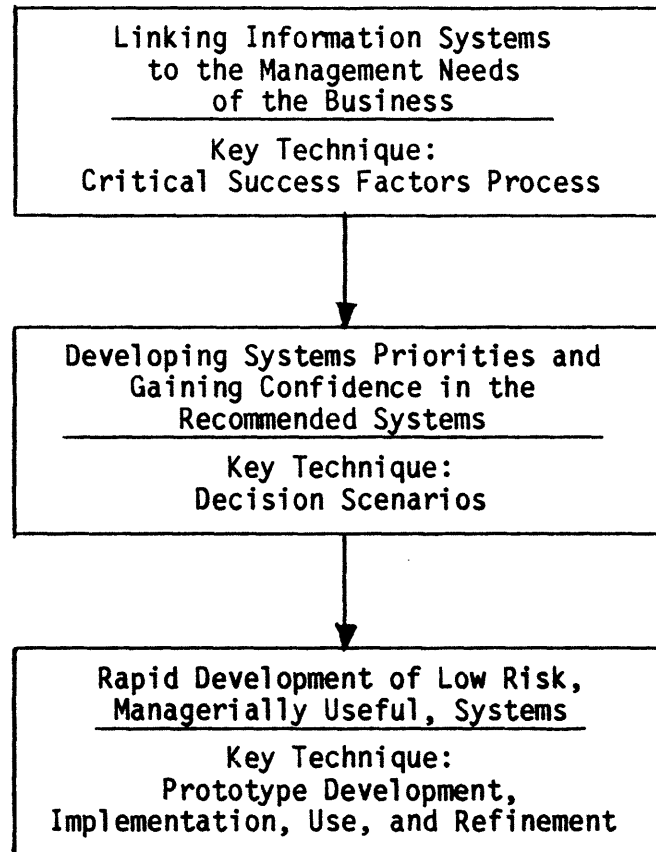 Linking Information Systems
to the Management Needs
of the Business
Key Technique:
Critical Success Factors Process
Developing Systems Priorities and
Gaining Confidence in the
Recommended Systems
Key Technique:
Decision Scenarios
Rapid Development of Low Risk,
Managerially Useful, Systems
Key Technique:
Prototype Development,
Implementation, Use, and Refinement